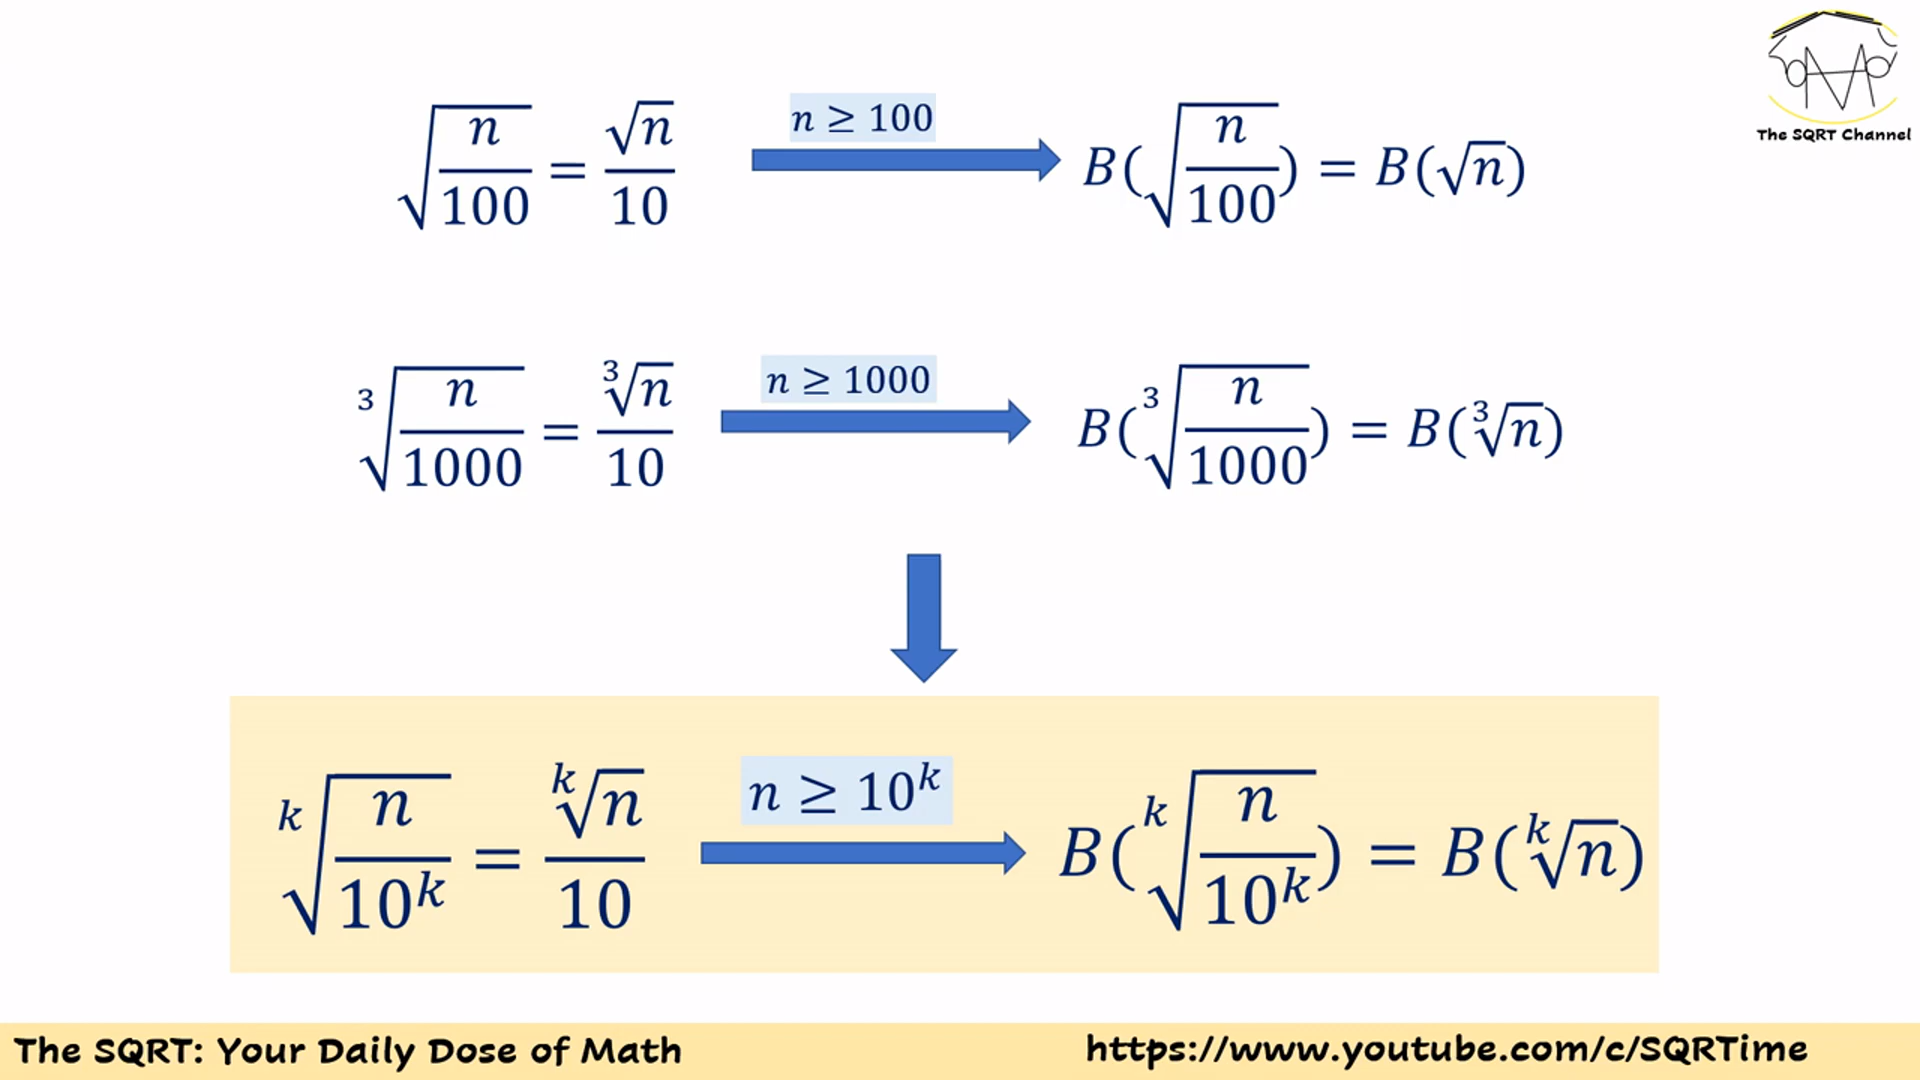 The SQRT Channel
√(n/100) = √n/10   n ≥ 100   B(√(n/100)) = B(√n)
∛(n/1000) = ∛n/10   n ≥ 1000   B(∛(n/1000)) = B(∛n)
ᵏ√(n/10ᵏ) = ᵏ√n/10   n ≥ 10ᵏ   B(ᵏ√(n/10ᵏ)) = B(ᵏ√n)
The SQRT: Your Daily Dose of Math
https://www.youtube.com/c/SQRTime